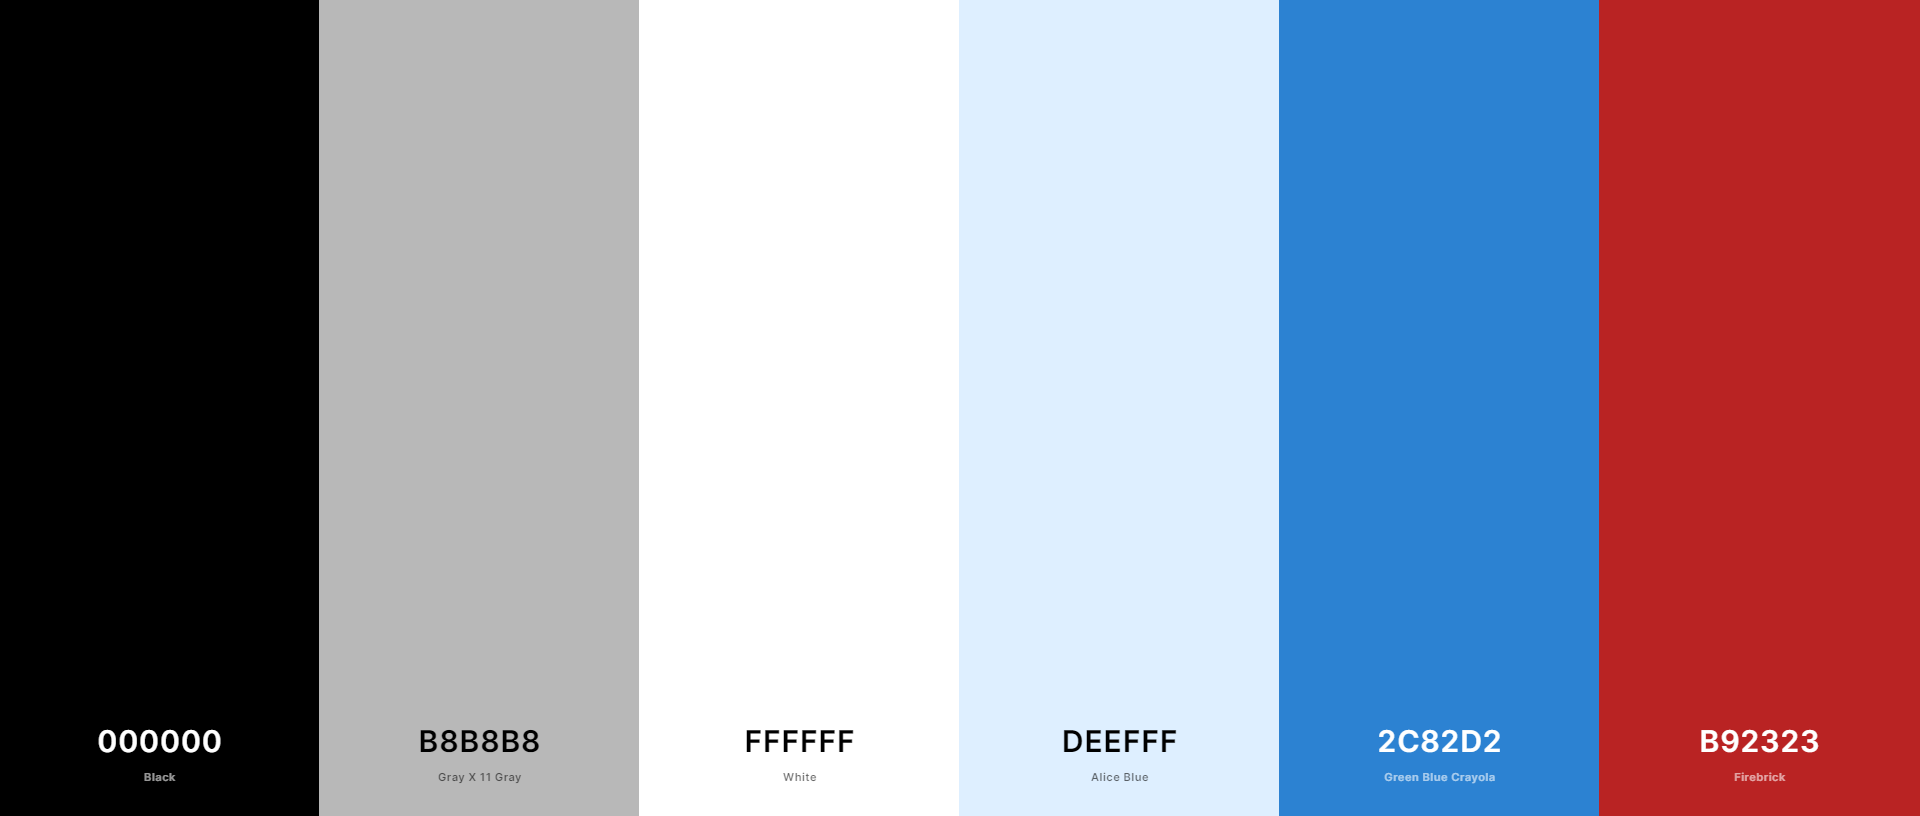 000000
Black
B8B8B8
Gray X 11 Gray
FFFFFF
White
DEEFFF
Alice Blue
2C82D2
Green Blue Crayola
B92323
Firebrick